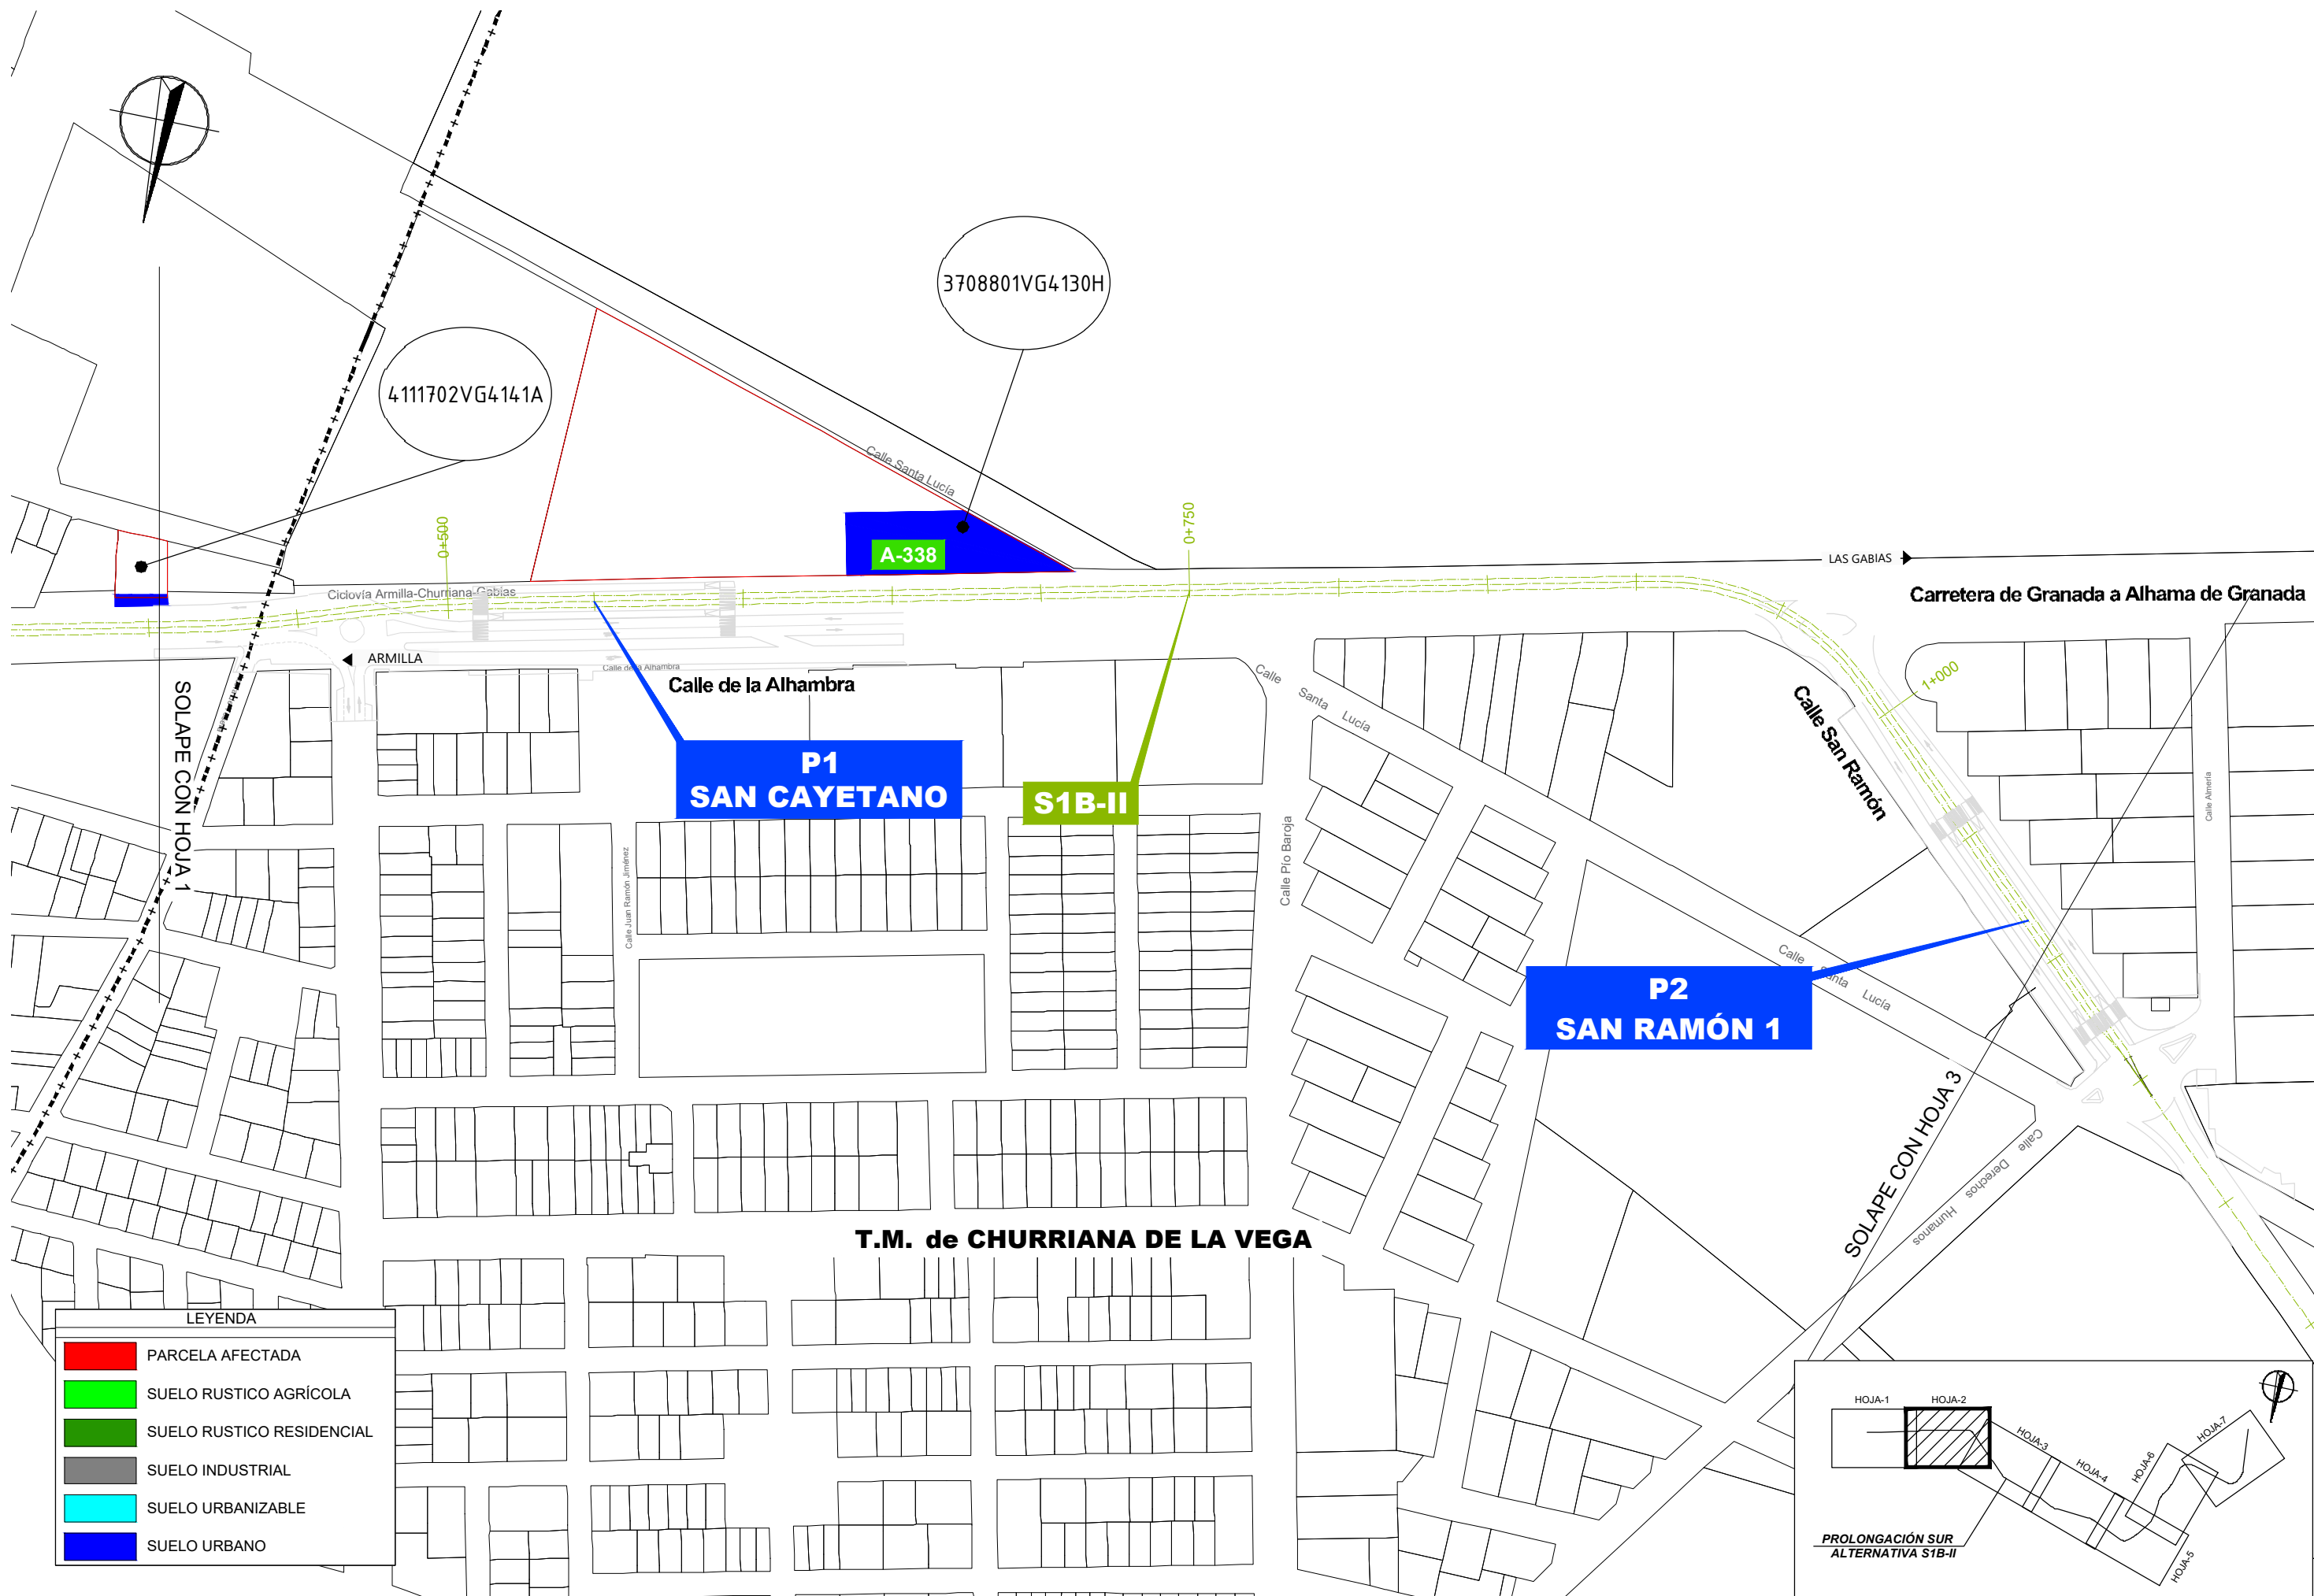 3708801VG4130H
4111702VG4141A
Calle Santa Lucía
0+500
0+750
A-338
LAS GABIAS
Ciclovía Armilla-Churriana-Gabias
Carretera de Granada a Alhama de Granada
ARMILLA
Calle de la Alhambra
Calle de la Alhambra
SOLAPE CON HOJA 1
Calle Santa Lucía
1+000
Calle San Ramón
P1
SAN CAYETANO
S1B-II
Calle Almería
Calle Juan Ramón Jiménez
Calle Pío Baroja
Calle Santa Lucía
P2
SAN RAMÓN 1
SOLAPE CON HOJA 3
Calle Derechos Humanos
T.M. de CHURRIANA DE LA VEGA
LEYENDA
PARCELA AFECTADA
SUELO RUSTICO AGRÍCOLA
SUELO RUSTICO RESIDENCIAL
SUELO INDUSTRIAL
SUELO URBANIZABLE
SUELO URBANO
HOJA-1
HOJA-2
HOJA-3
HOJA-4
HOJA-6
HOJA-7
HOJA-5
PROLONGACIÓN SUR
ALTERNATIVA S1B-II